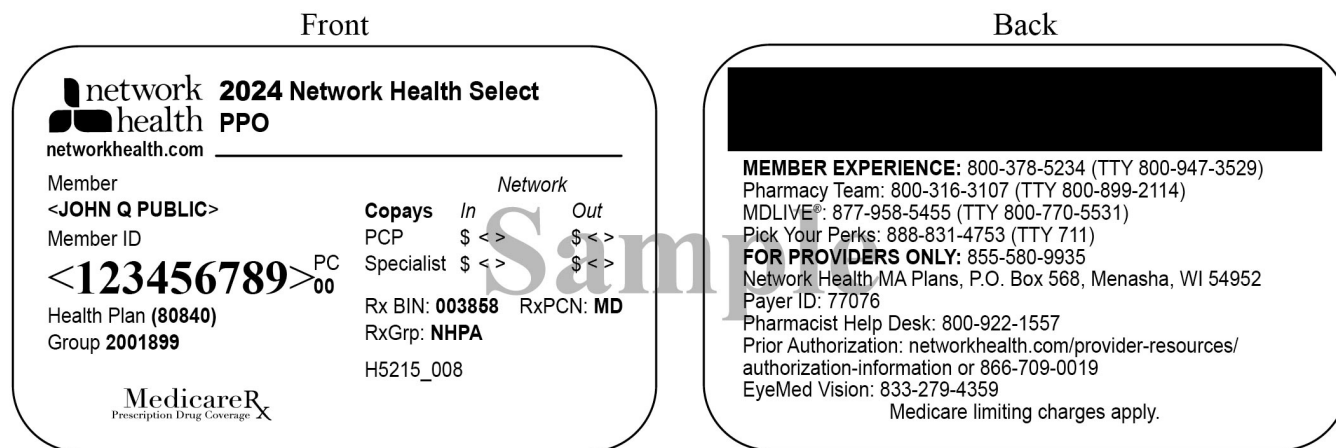 Front
network health
2024 Network Health Select
PPO
networkhealth.com
Member
<JOHN Q PUBLIC>
Member ID
<123456789> PC 00
Health Plan (80840)
Group 2001899
MedicareRx
Prescription Drug Coverage
Network
Copays In Out
PCP $ < > $ < >
Specialist $ < > $ < >
Rx BIN: 003858 RxPCN: MD
RxGrp: NHPA
H5215_008
Sample
Back
MEMBER EXPERIENCE: 800-378-5234 (TTY 800-947-3529)
Pharmacy Team: 800-316-3107 (TTY 800-899-2114)
MDLIVE®: 877-958-5455 (TTY 800-770-5531)
Pick Your Perks: 888-831-4753 (TTY 711)
FOR PROVIDERS ONLY: 855-580-9935
Network Health MA Plans, P.O. Box 568, Menasha, WI 54952
Payer ID: 77076
Pharmacist Help Desk: 800-922-1557
Prior Authorization: networkhealth.com/provider-resources/
authorization-information or 866-709-0019
EyeMed Vision: 833-279-4359
Medicare limiting charges apply.